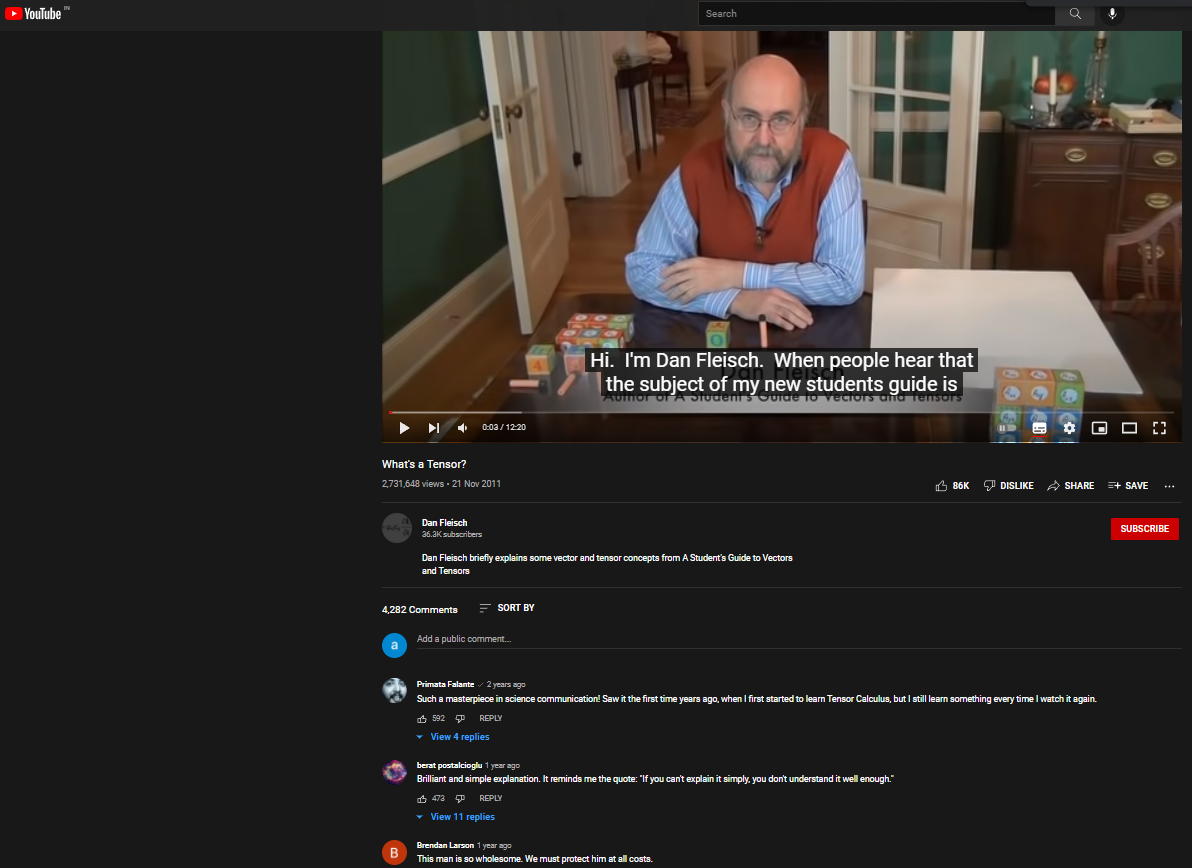 YouTube IN
Search
Hi. I'm Dan Fleisch. When people hear that
the subject of my new students guide is
Dan Fleisch
Author of A Student's Guide to Vectors and Tensors
0:03 / 12:20
What's a Tensor?
2,731,648 views • 21 Nov 2011
86K DISLIKE SHARE SAVE
Dan Fleisch
36.3K subscribers
SUBSCRIBE
Dan Fleisch briefly explains some vector and tensor concepts from A Student's Guide to Vectors
and Tensors
4,282 Comments SORT BY
a
Add a public comment...
Primata Falante 2 years ago
Such a masterpiece in science communication! Saw it the first time years ago, when I first started to learn Tensor Calculus, but I still learn something every time I watch it again.
592 REPLY
View 4 replies
berat postalcioglu 1 year ago
Brilliant and simple explanation. It reminds me the quote: "If you can't explain it simply, you don't understand it well enough."
473 REPLY
View 11 replies
B
Brendan Larson 1 year ago
This man is so wholesome. We must protect him at all costs.